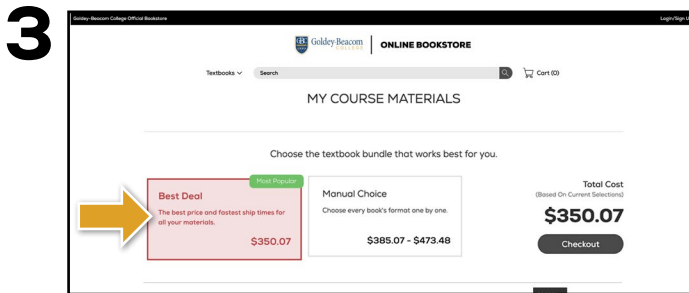 3
Goldey-Beacom College Official Bookstore
Login/Sign U
GB
Goldey-Beacom
COLLEGE
ONLINE BOOKSTORE
Textbooks
Search
Cart (0)
MY COURSE MATERIALS
Choose the textbook bundle that works best for you.
Most Popular
Best Deal
The best price and fastest ship times for
all your materials.
$350.07
Manual Choice
Choose every book's format one by one.
$385.07 - $473.48
Total Cost
(Based On Current Selections)
$350.07
Checkout